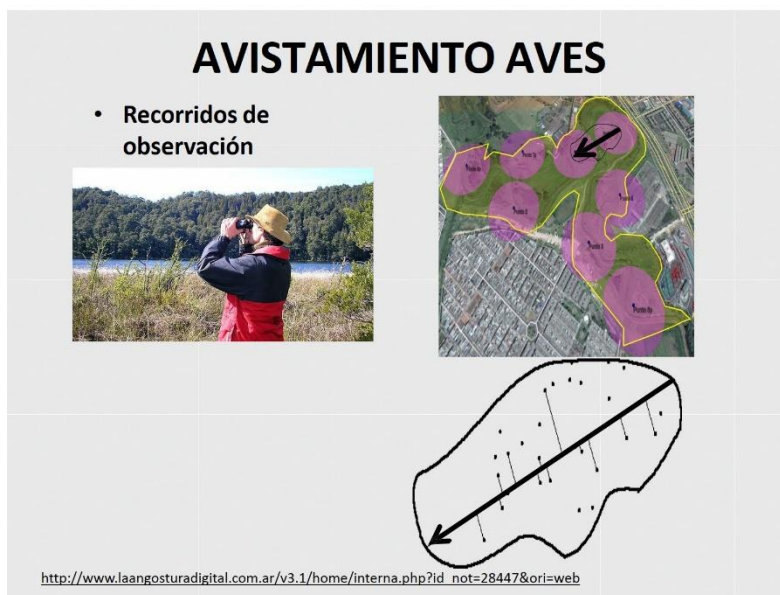 AVISTAMIENTO AVES
• Recorridos de
observación
http://www.laangosturadigital.com.ar/v3.1/home/interna.php?id_not=28447&ori=web